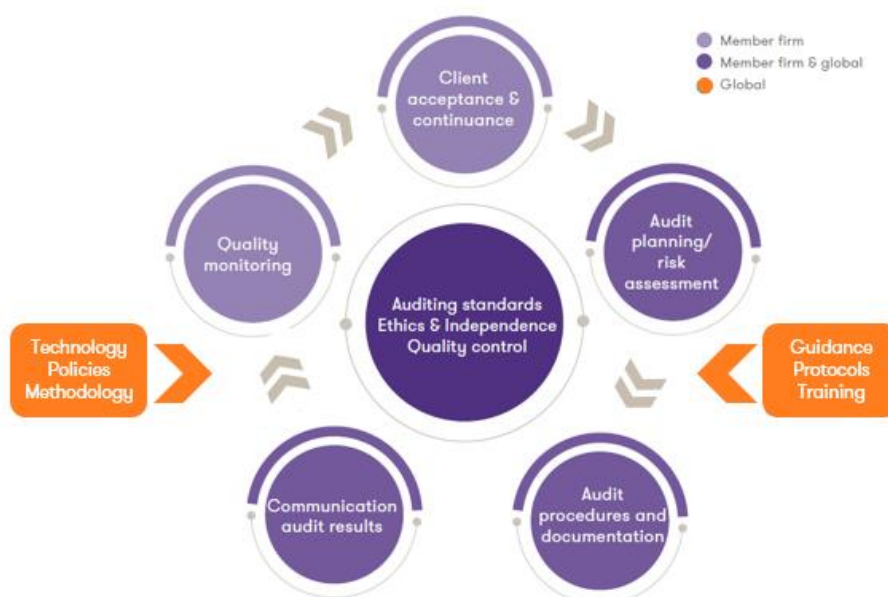 Member firm
Member firm & global
Global
Client
acceptance &
continuance
Quality
monitoring
Audit
planning/
risk
assessment
Auditing standards
Ethics & Independence
Quality control
Technology
Policies
Methodology
Guidance
Protocols
Training
Communication
audit results
Audit
procedures and
documentation